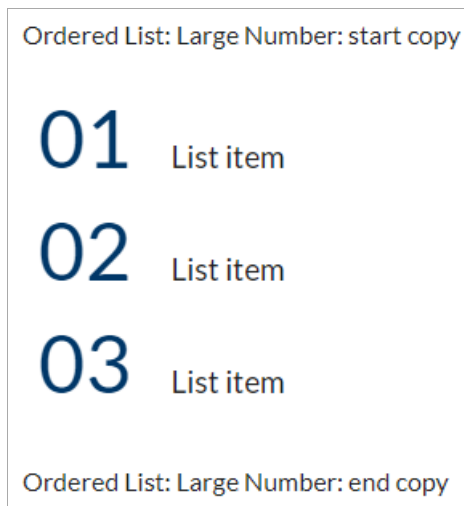 Ordered List: Large Number: start copy
01 List item
02 List item
03 List item
Ordered List: Large Number: end copy